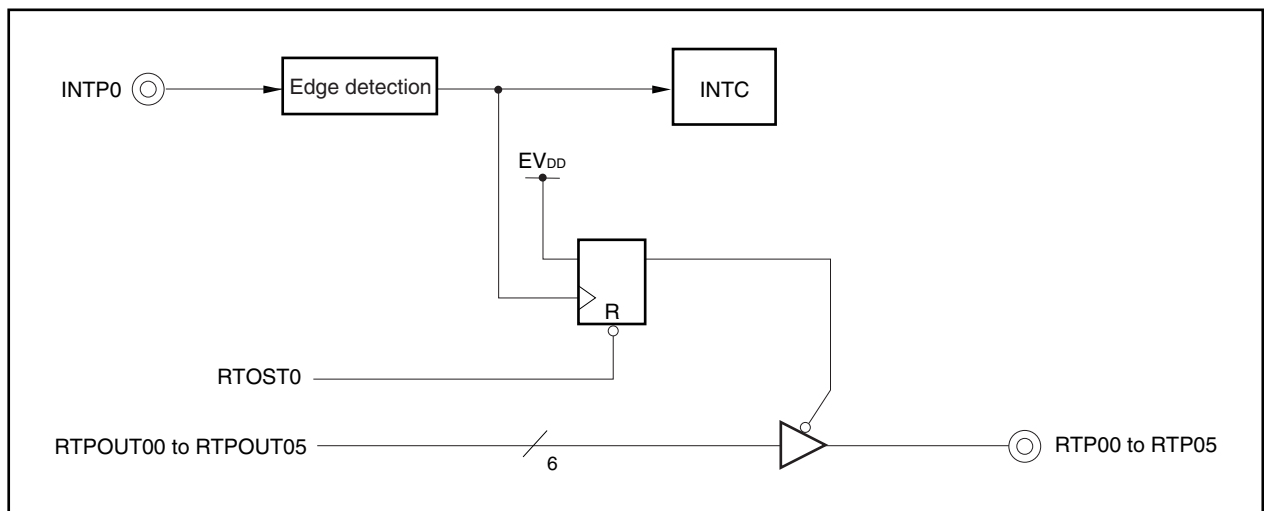 INTP0
Edge detection
INTC
EVDD
R
RTOST0
RTPOUT00 to RTPOUT05
6
RTP00 to RTP05